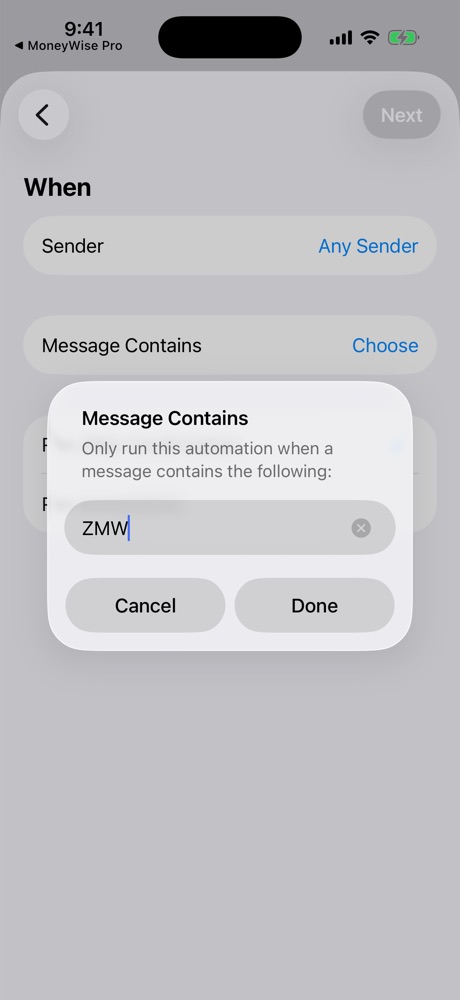 9:41
◀ MoneyWise Pro
Next
When
Sender
Any Sender
Message Contains
Choose
Message Contains
Only run this automation when a
message contains the following:
ZMW
Cancel
Done